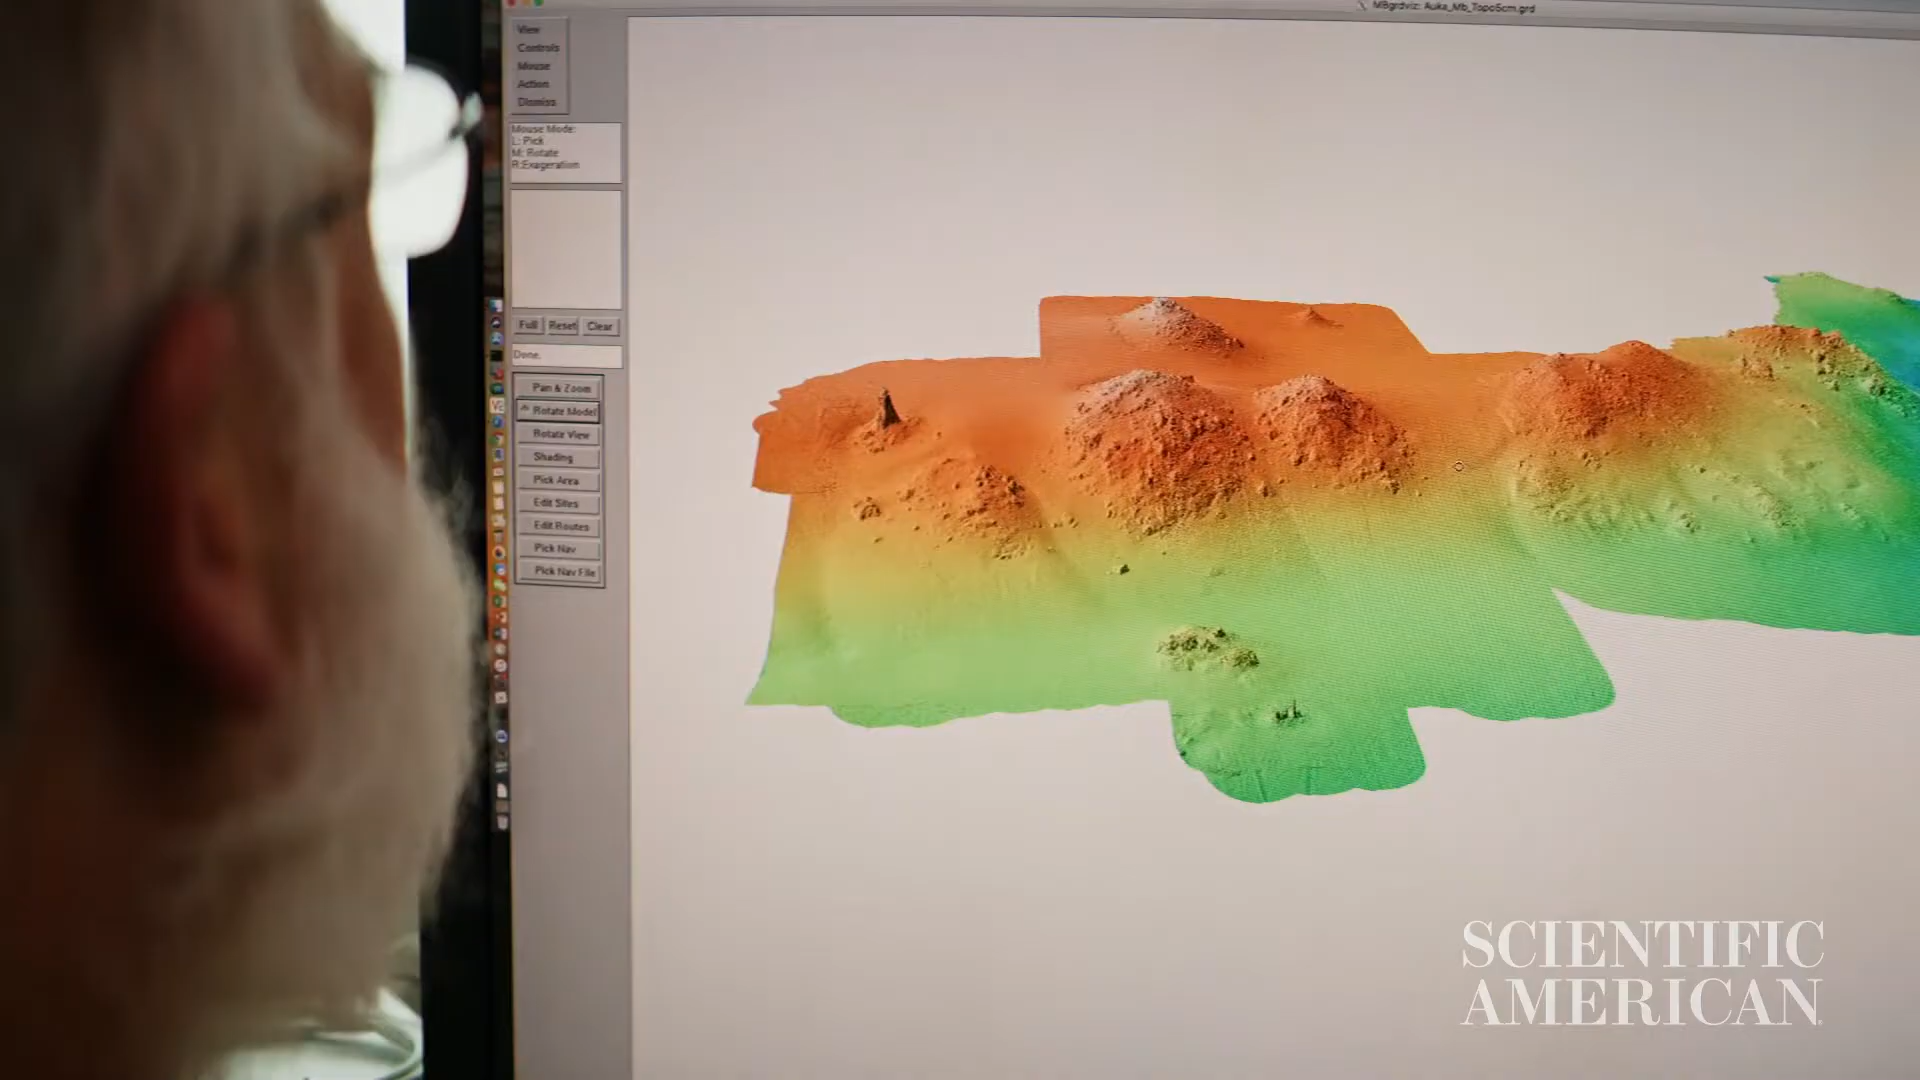 MBgrdviz: Auka_Mb_Topo5cm.grd
View
Controls
Mouse
Action
Dismiss
Mouse Mode:
L: Pick
M: Rotate
R:Exageration
Full Reset Clear
Done.
Pan & Zoom
Rotate Model
Rotate View
Shading
Pick Area
Edit Sites
Edit Routes
Pick Nav
Pick Nav File
SCIENTIFIC
AMERICAN